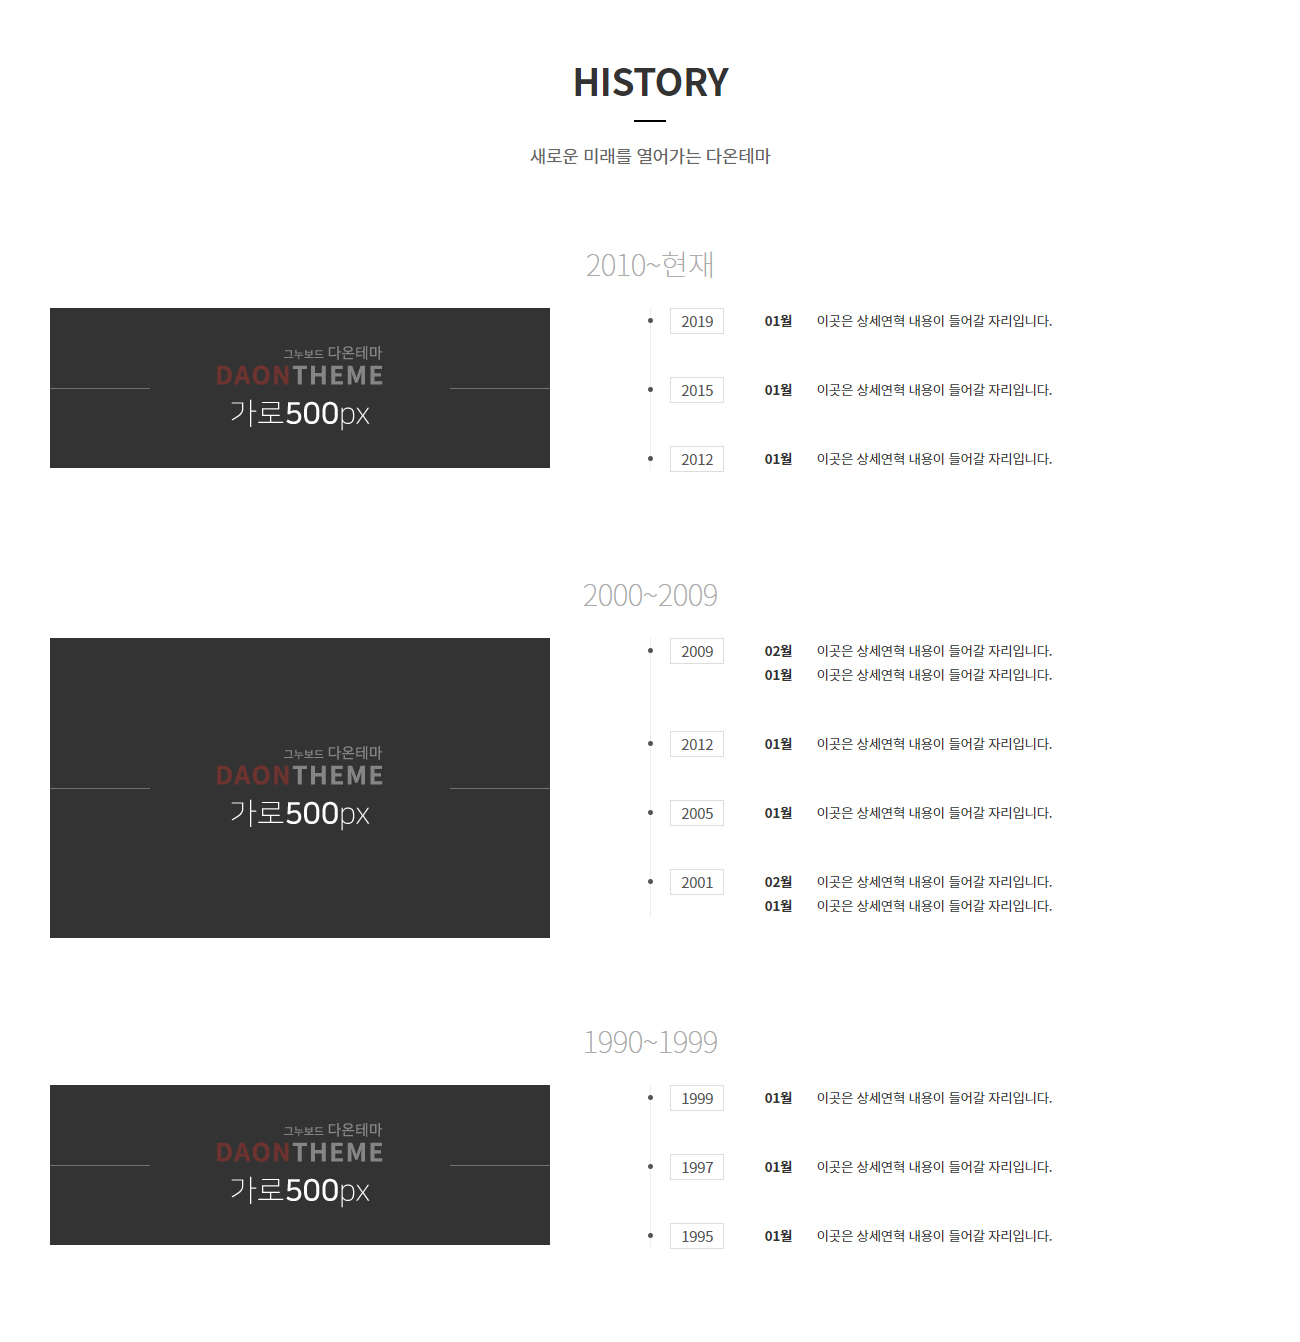 HISTORY
새로운 미래를 열어가는 다온테마
2010~현재
그누보드 다온테마
DAONTHEME
가로500px
2019 01월 이곳은 상세연혁 내용이 들어갈 자리입니다.
2015 01월 이곳은 상세연혁 내용이 들어갈 자리입니다.
2012 01월 이곳은 상세연혁 내용이 들어갈 자리입니다.
2000~2009
그누보드 다온테마
DAONTHEME
가로500px
2009 02월 이곳은 상세연혁 내용이 들어갈 자리입니다.
01월 이곳은 상세연혁 내용이 들어갈 자리입니다.
2012 01월 이곳은 상세연혁 내용이 들어갈 자리입니다.
2005 01월 이곳은 상세연혁 내용이 들어갈 자리입니다.
2001 02월 이곳은 상세연혁 내용이 들어갈 자리입니다.
01월 이곳은 상세연혁 내용이 들어갈 자리입니다.
1990~1999
그누보드 다온테마
DAONTHEME
가로500px
1999 01월 이곳은 상세연혁 내용이 들어갈 자리입니다.
1997 01월 이곳은 상세연혁 내용이 들어갈 자리입니다.
1995 01월 이곳은 상세연혁 내용이 들어갈 자리입니다.